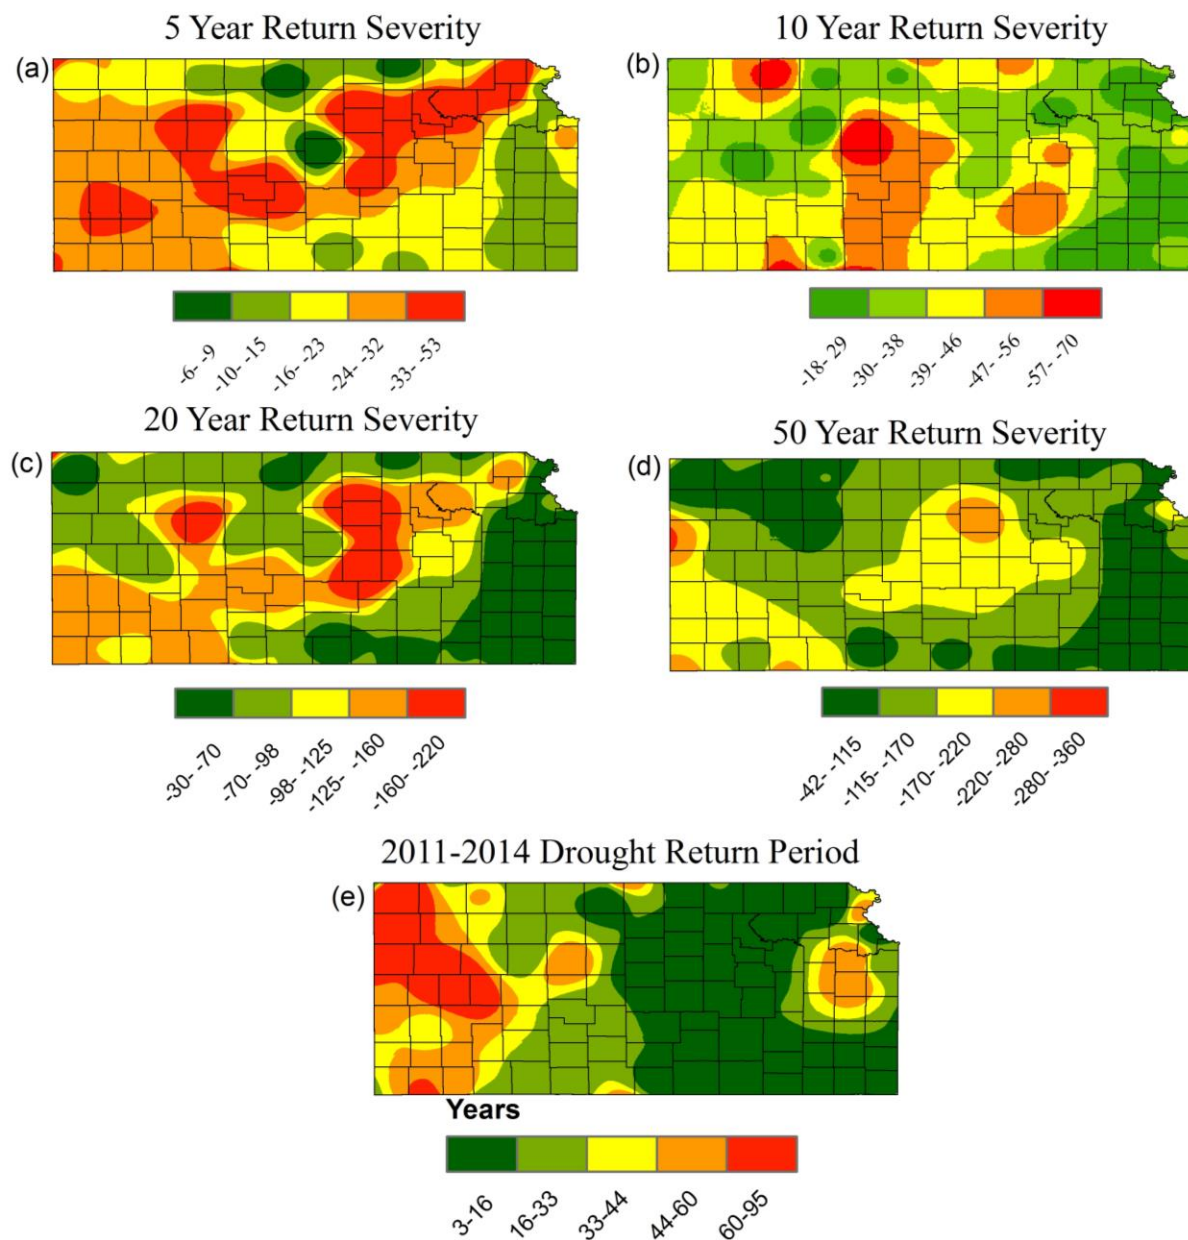 5 Year Return Severity
(a)
-6- -9
-10- -15
-16- -23
-24- -32
-33- -53
10 Year Return Severity
(b)
-18- 29
-30- -38
-39- -46
-47- -56
-57- -70
20 Year Return Severity
(c)
-30- -70
-70- -98
-98- -125
-125- -160
-160- -220
50 Year Return Severity
(d)
-42- -115
-115- -170
-170- -220
-220- -280
-280- -360
2011-2014 Drought Return Period
(e)
Years
3-16
16-33
33-44
44-60
60-95